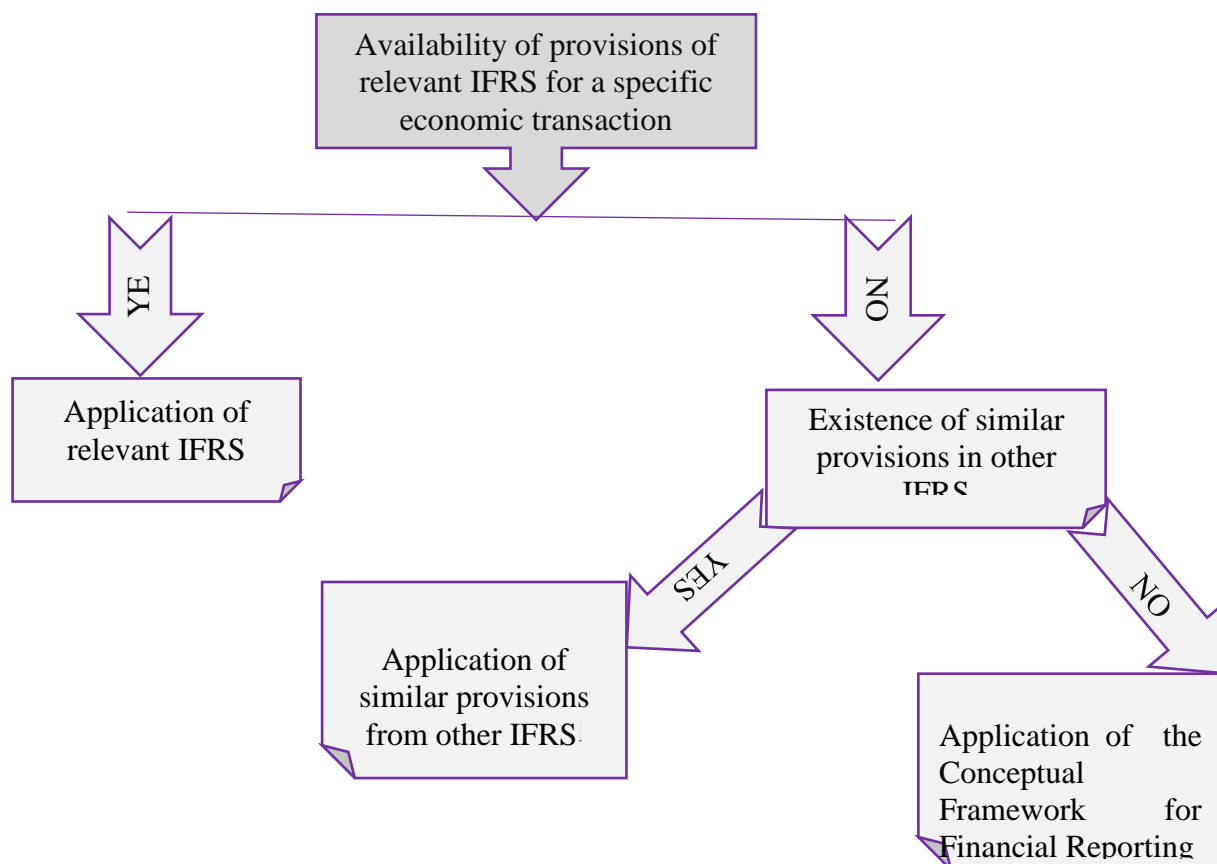 Availability of provisions of
relevant IFRS for a specific
economic transaction
YE
NO
Application of
relevant IFRS
Existence of similar
provisions in other
IFRS
YES
NO
Application of
similar provisions
from other IFRS
Application of the
Conceptual
Framework for
Financial Reporting